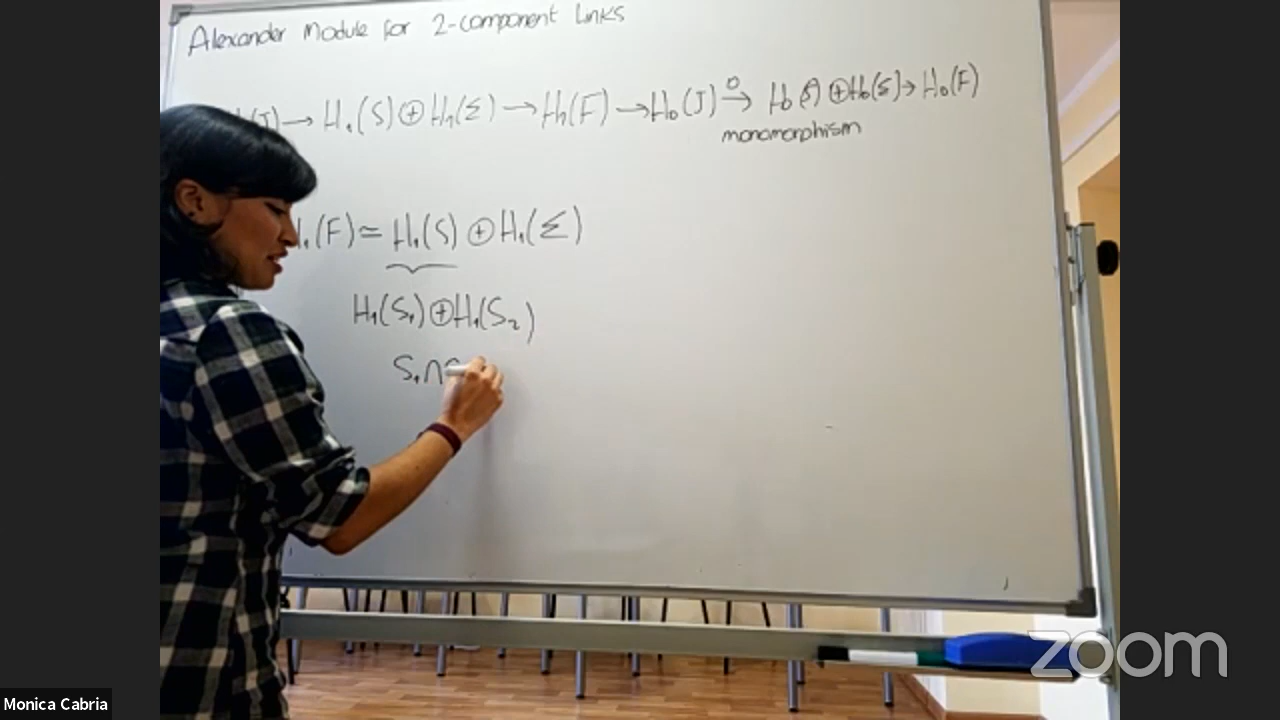 Alexander Module for 2-component Links
(J) → H₁(S) ⊕ H₁(Σ) → H₁(F) → H₀(J) →⁰ H₀(S) ⊕ H₀(Σ) → H₀(F)
monomorphism
H₁(F) ≃ H₁(S) ⊕ H₁(Σ)
H₁(S₁) ⊕ H₁(S₂)
S₁ ∩
zoom
Monica Cabria